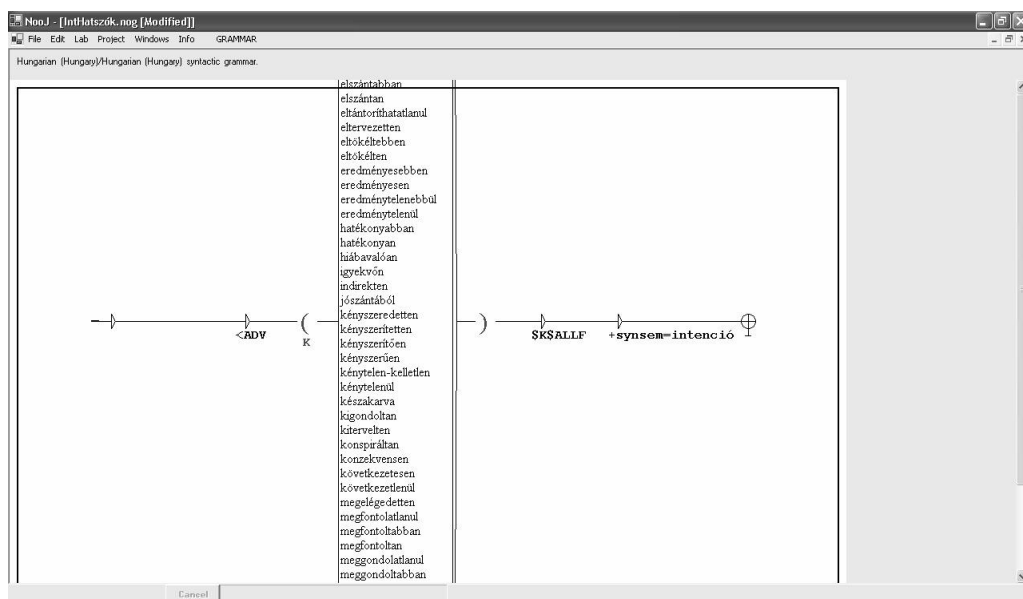 NooJ - [IntHatszók.nog [Modified]]
File Edit Lab Project Windows Info GRAMMAR
Hungarian (Hungary)/Hungarian (Hungary) syntactic grammar.
elszántabban
elszántan
eltántoríthatatlanul
eltervezetten
eltökéltebben
eltökélten
eredményesebben
eredményesen
eredménytelenebbül
eredménytelenül
hatékonyabban
hatékonyan
hiábavalóan
igyekvőn
indirekten
jószántából
kényszeredetten
kényszerítetten
kényszerítően
kényszerűen
kénytelen-kelletlen
kénytelenül
készakarva
kigondoltan
kitervelten
konspiráltan
konzekvensen
következetesen
következetlenül
megelégedetten
megfontolatlanul
megfontoltabban
megfontoltan
meggondolatlanul
meggondoltabban
<ADV
(
K
)
$K$ALLF
+synsem=intenció
Cancel